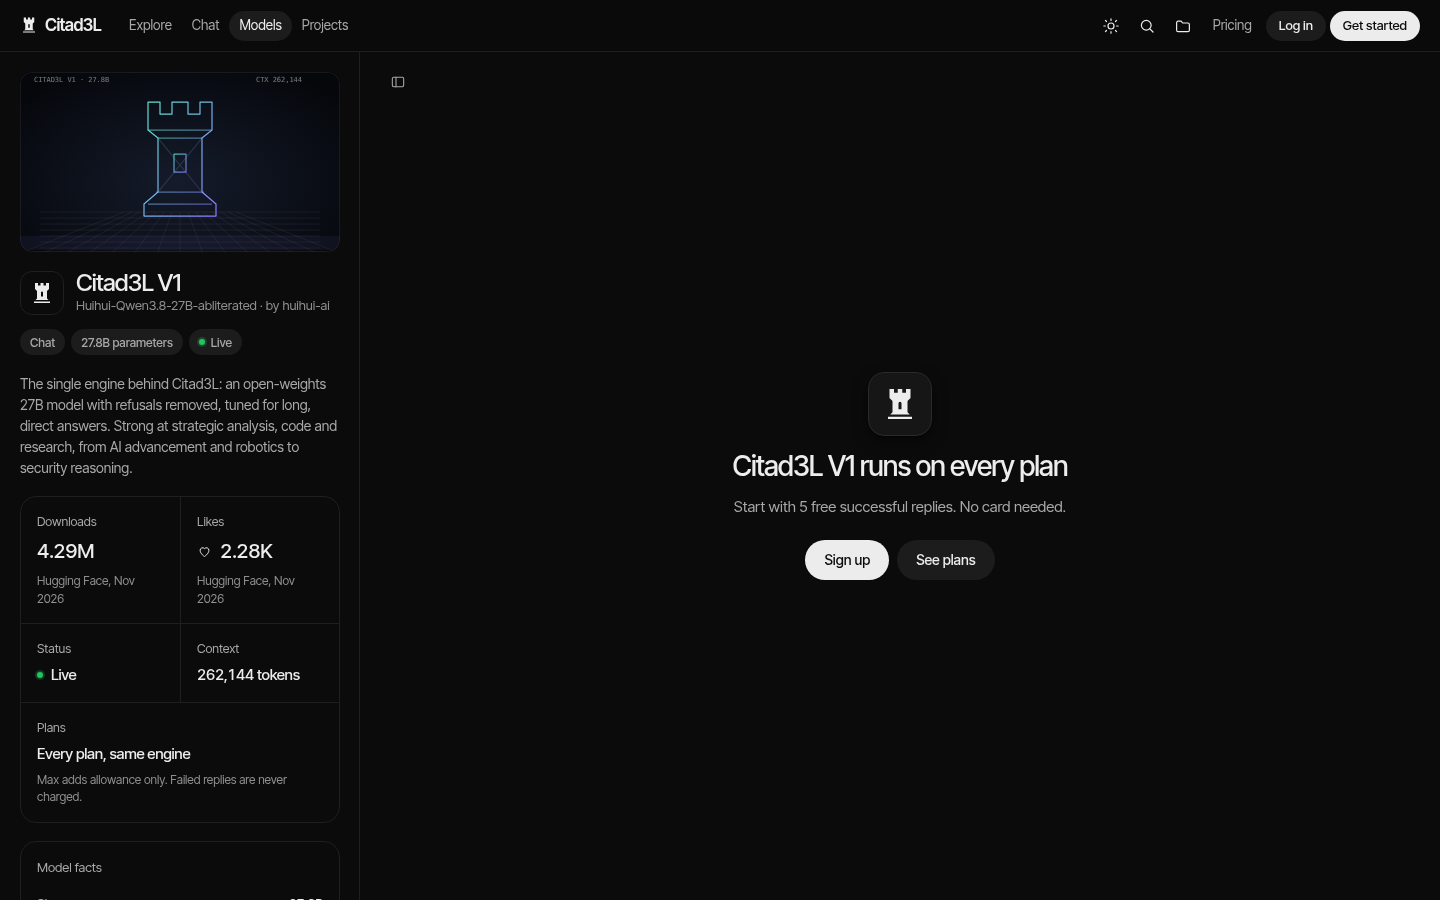 Citad3L
Explore
Chat
Models
Projects
Pricing
Log in
Get started
CITAD3L V1 · 27.8B
CTX 262,144
Citad3L V1
Huihui-Qwen3.8-27B-abliterated · by huihui-ai
Chat
27.8B parameters
Live
The single engine behind Citad3L: an open-weights
27B model with refusals removed, tuned for long,
direct answers. Strong at strategic analysis, code and
research, from AI advancement and robotics to
security reasoning.
Downloads
4.29M
Hugging Face, Nov
2026
Likes
2.28K
Hugging Face, Nov
2026
Status
Live
Context
262,144 tokens
Plans
Every plan, same engine
Max adds allowance only. Failed replies are never
charged.
Model facts
Citad3L V1 runs on every plan
Start with 5 free successful replies. No card needed.
Sign up
See plans